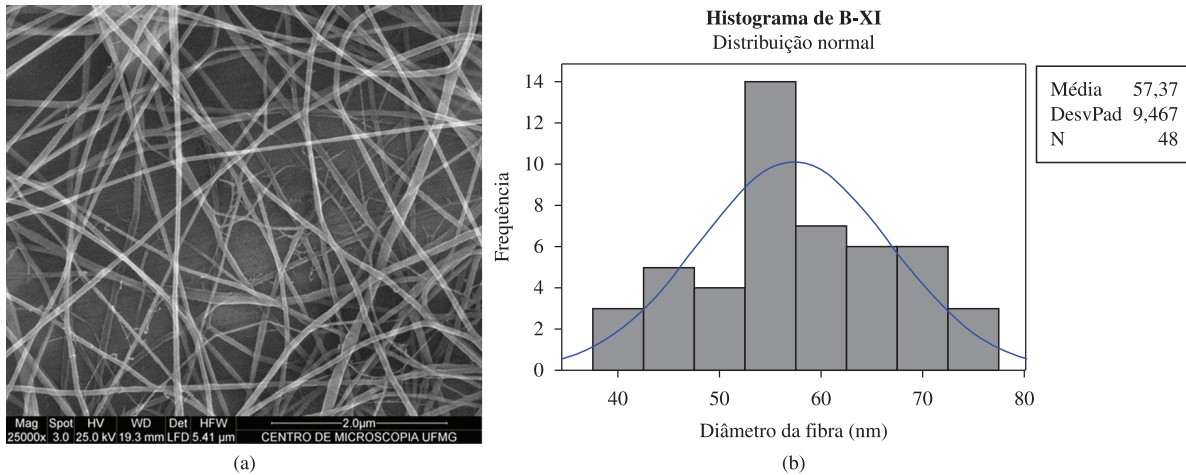 Mag Spot HV WD Det HFW
25000x 3.0 25.0 kV 19.3 mm LFD 5.41 μm
2.0μm
CENTRO DE MICROSCOPIA UFMG
(a)
Histograma de B-XI
Distribuição normal
Frequência
14
12
10
8
6
4
2
0
40 50 60 70 80
Diâmetro da fibra (nm)
Média 57,37
DesvPad 9,467
N 48
(b)